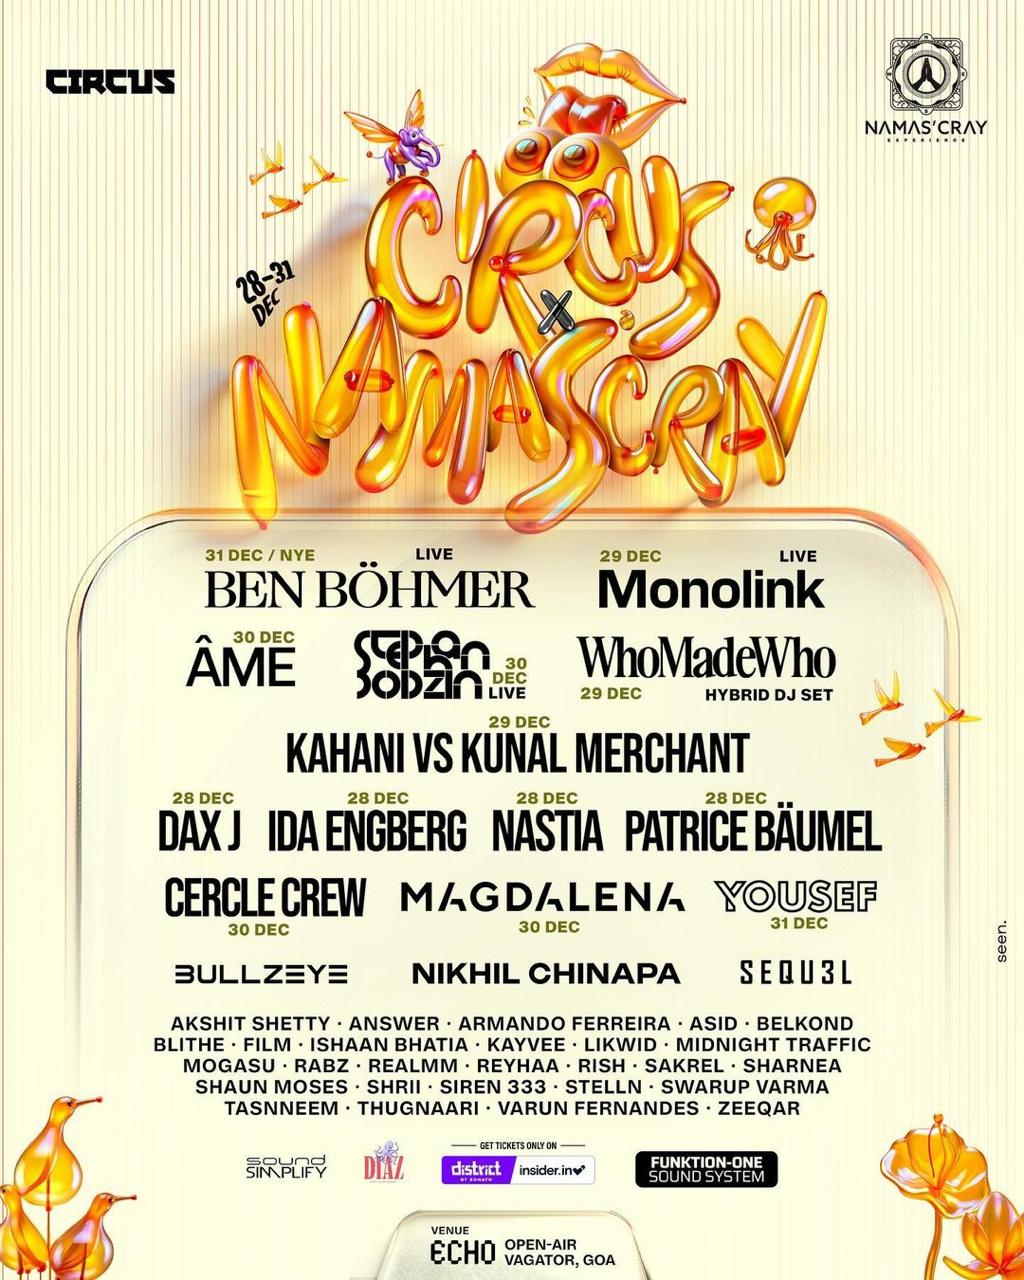 CIRCUS
NAMAS'CRAY
EXPERIENCE
CIRCUS
28-31
DEC
X
NAMAS'CRAY
31 DEC / NYE LIVE
BEN BÖHMER
29 DEC LIVE
Monolink
30 DEC
ÂME
STEPHAN
BODZIN
30
DEC
LIVE
WhoMadeWho
29 DEC HYBRID DJ SET
29 DEC
KAHANI VS KUNAL MERCHANT
28 DEC 28 DEC 28 DEC 28 DEC
DAX J IDA ENGBERG NASTIA PATRICE BÄUMEL
CERCLE CREW MAGDALENA YOUSEF
30 DEC 30 DEC 31 DEC
BULLZEYE NIKHIL CHINAPA SEQU3L
AKSHIT SHETTY · ANSWER · ARMANDO FERREIRA · ASID · BELKOND
BLITHE · FILM · ISHAAN BHATIA · KAYVEE · LIKWID · MIDNIGHT TRAFFIC
MOGASU · RABZ · REALMM · REYHAA · RISH · SAKREL · SHARNEA
SHAUN MOSES · SHRII · SIREN 333 · STELLN · SWARUP VARMA
TASNNEEM · THUGNAARI · VARUN FERNANDES · ZEEQAR
seen.
sound
SIMPLIFY
DIAZ
GET TICKETS ONLY ON
district
BY ZOMATO
insider.in
FUNKTION-ONE
SOUND SYSTEM
VENUE
ECHO
OPEN-AIR
VAGATOR, GOA